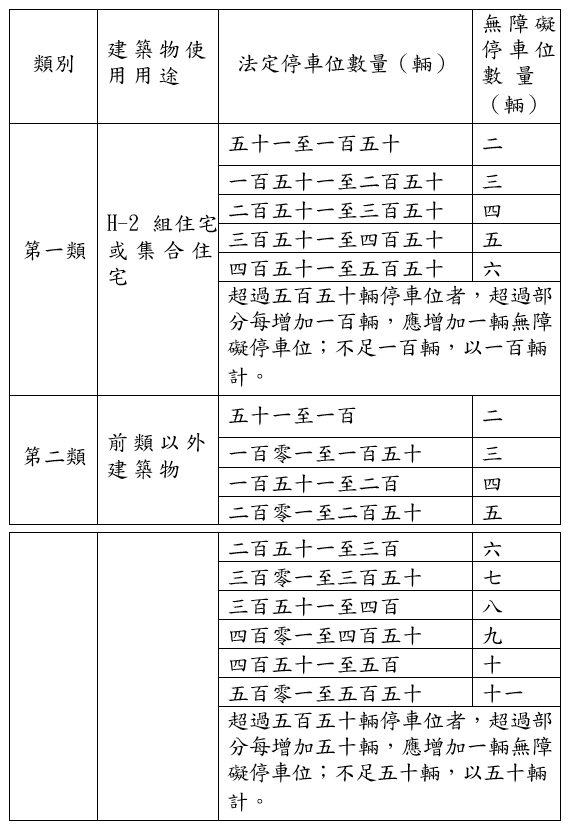 類別 建築物使用用途 法定停車位數量（輛） 無障礙停車位數量（輛）
第一類 H-2 組住宅或集合住宅
五十一至一百五十 二
一百五十一至二百五十 三
二百五十一至三百五十 四
三百五十一至四百五十 五
四百五十一至五百五十 六
超過五百五十輛停車位者，超過部
分每增加一百輛，應增加一輛無障
礙停車位；不足一百輛，以一百輛
計。
第二類 前類以外建築物
五十一至一百 二
一百零一至一百五十 三
一百五十一至二百 四
二百零一至二百五十 五
二百五十一至三百 六
三百零一至三百五十 七
三百五十一至四百 八
四百零一至四百五十 九
四百五十一至五百 十
五百零一至五百五十 十一
超過五百五十輛停車位者，超過部
分每增加五十輛，應增加一輛無障
礙停車位；不足五十輛，以五十輛
計。